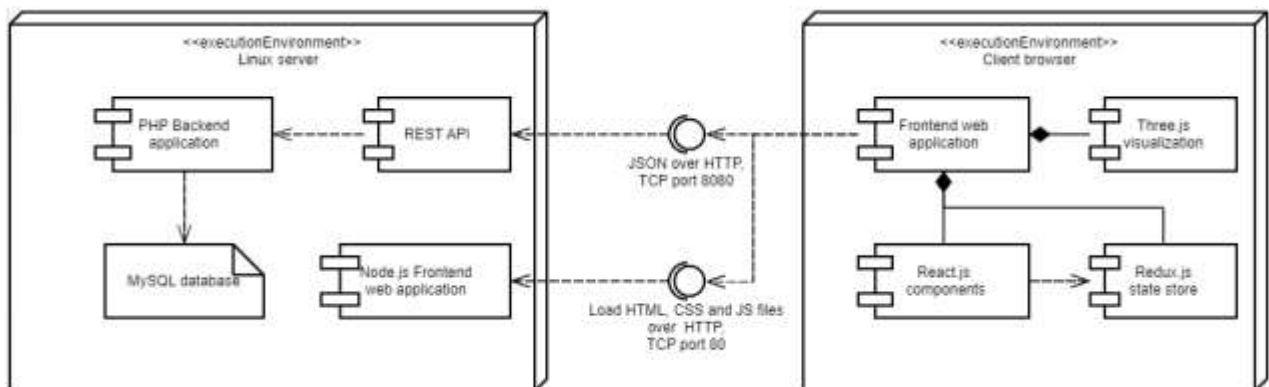 <<executionEnvironment>>
Linux server
PHP Backend
application
REST API
MySQL database
Node.js Frontend
web application
JSON over HTTP,
TCP port 8080
Load HTML, CSS and JS files
over HTTP,
TCP port 80
<<executionEnvironment>>
Client browser
Frontend web
application
Three.js
visualization
React.js
components
Redux.js
state store